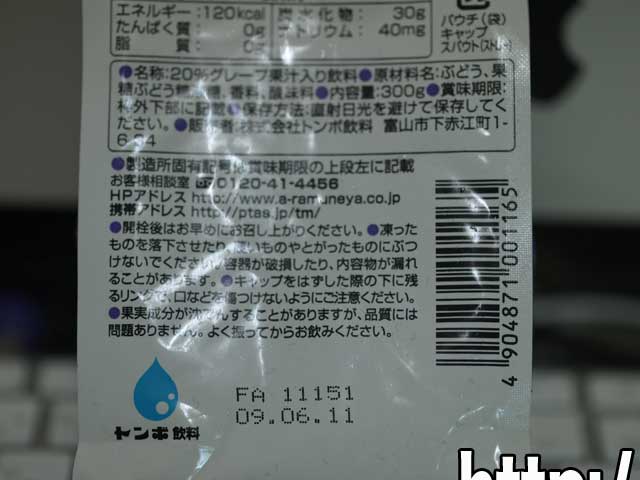 エネルギー:120kcal 炭水化物: 30g
たんぱく質: 0g ナトリウム: 40mg
脂 質: 0g
パウチ(袋)
キャップ
スパウト(ストロー)
●名称:20%グレープ果汁入り飲料●原材料名:ぶどう、果
糖ぶどう糖液糖、香料、酸味料●内容量:300g●賞味期限:
枠外下部に記載●保存方法:直射日光を避けて保存してく
ださい。●販売者:株式会社トンボ飲料 富山市下赤江町1-
6-34
●製造所固有記号は賞味期限の上段左に記載
お客様相談室 0120-41-4456
HPアドレス http://www.a-ramuneya.co.jp/
携帯アドレス http://ptas.jp/tm/
●開栓後はお早めにお召し上がりください。●凍った
ものを落下させたり、硬いものやとがったものにぶつ
けないでください。容器が破損したり、内容物が漏れ
ることがあります。●キャップをはずした際の下に残
るリングで、口などを傷つけないようにご注意ください。
●果実成分が沈でんすることがありますが、品質には
問題ありません。よく振ってからお飲みください。
4 904871 001165
FA 11151
09.06.11
トンボ飲料
http:/